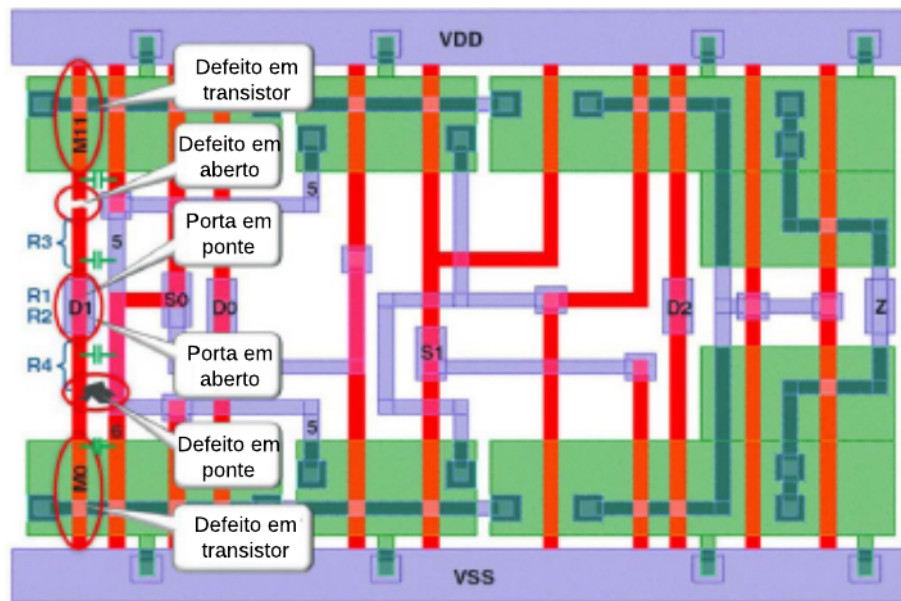 VDD
Defeito em
transistor
M11
Defeito em
aberto
5
R3
5
Porta em
ponte
R1
R2
D1
S0
D0
D2
Z
S1
R4
Porta em
aberto
6
5
Defeito em
ponte
M0
Defeito em
transistor
VSS